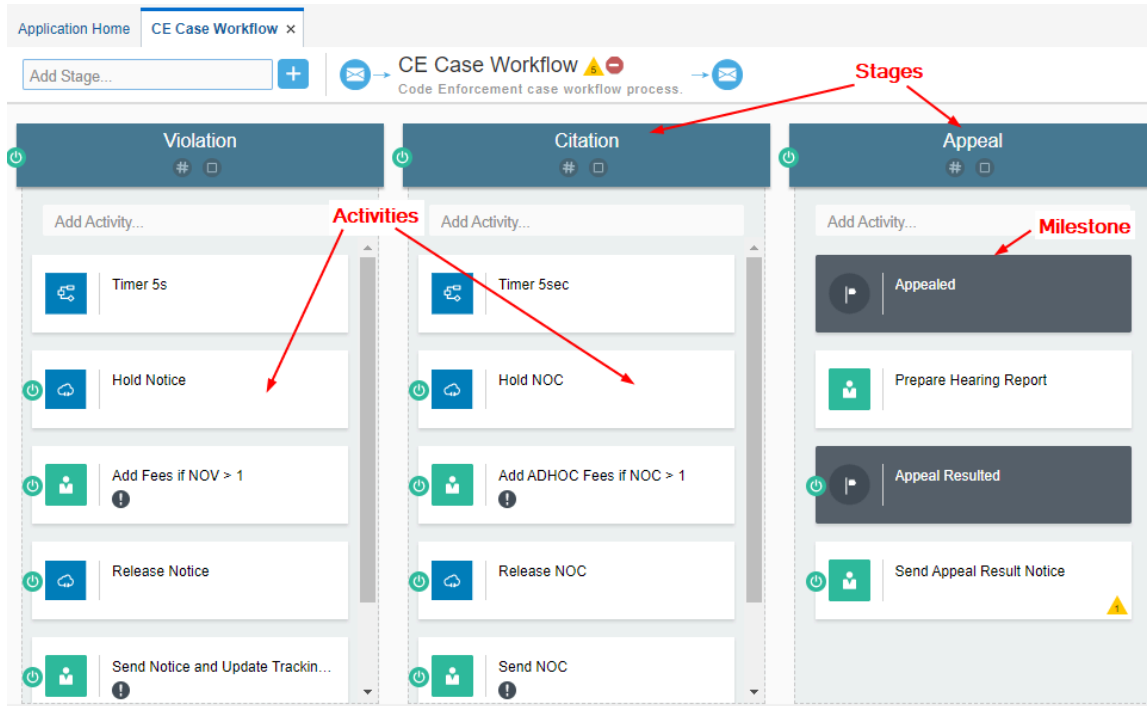 Application Home
CE Case Workflow ×
Add Stage...
+
CE Case Workflow 5
Code Enforcement case workflow process.
Stages
Violation
#
Citation
#
Appeal
#
Activities
Milestone
Add Activity...
Timer 5s
Hold Notice
Add Fees if NOV > 1
!
Release Notice
Send Notice and Update Trackin...
!
Add Activity...
Timer 5sec
Hold NOC
Add ADHOC Fees if NOC > 1
!
Release NOC
Send NOC
!
Add Activity...
Appealed
Prepare Hearing Report
Appeal Resulted
Send Appeal Result Notice
1